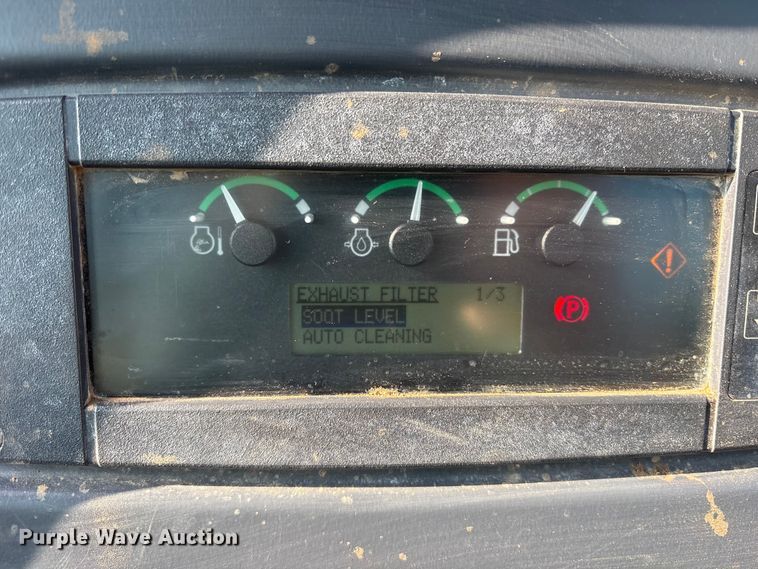 EXHAUST FILTER 1/3
SOOT LEVEL
AUTO CLEANING
P
Purple Wave Auction